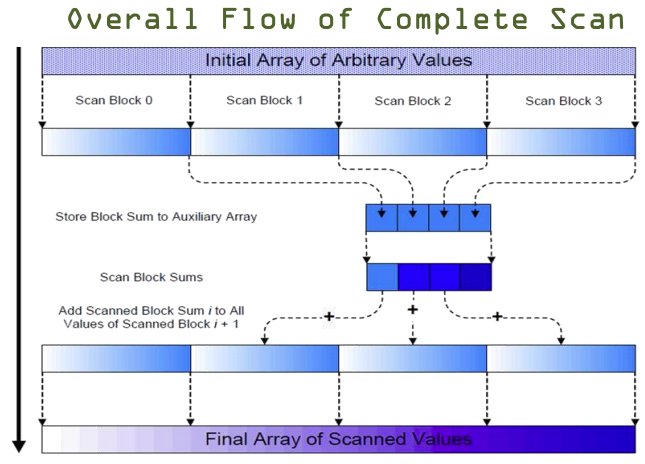 Overall Flow of Complete Scan
Initial Array of Arbitrary Values
Scan Block 0
Scan Block 1
Scan Block 2
Scan Block 3
Store Block Sum to Auxiliary Array
Scan Block Sums
Add Scanned Block Sum i to All
Values of Scanned Block i + 1
+
+
+
Final Array of Scanned Values